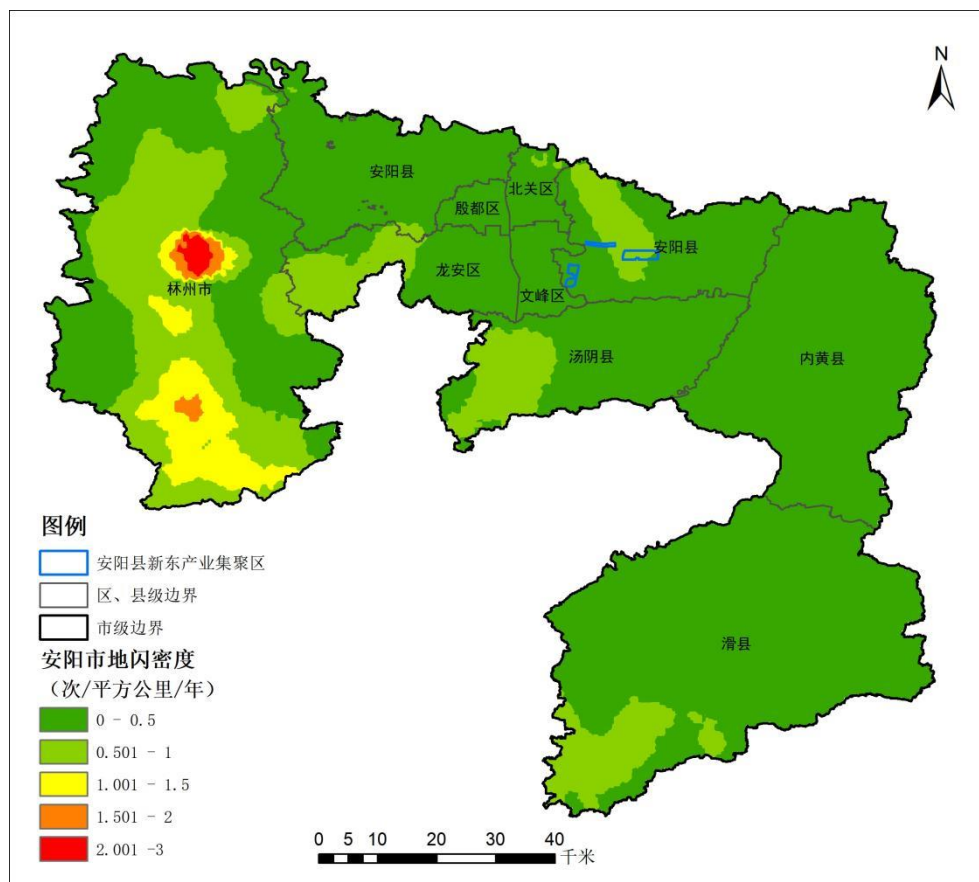 N
安阳县
北关区
殷都区
安阳县
龙安区
文峰区
林州市
汤阴县
内黄县
滑县
图例
安阳县新东产业集聚区
区、县级边界
市级边界
安阳市地闪密度
（次/平方公里/年）
0 - 0.5
0.501 - 1
1.001 - 1.5
1.501 - 2
2.001 -3
0 5 10 20 30 40
千米